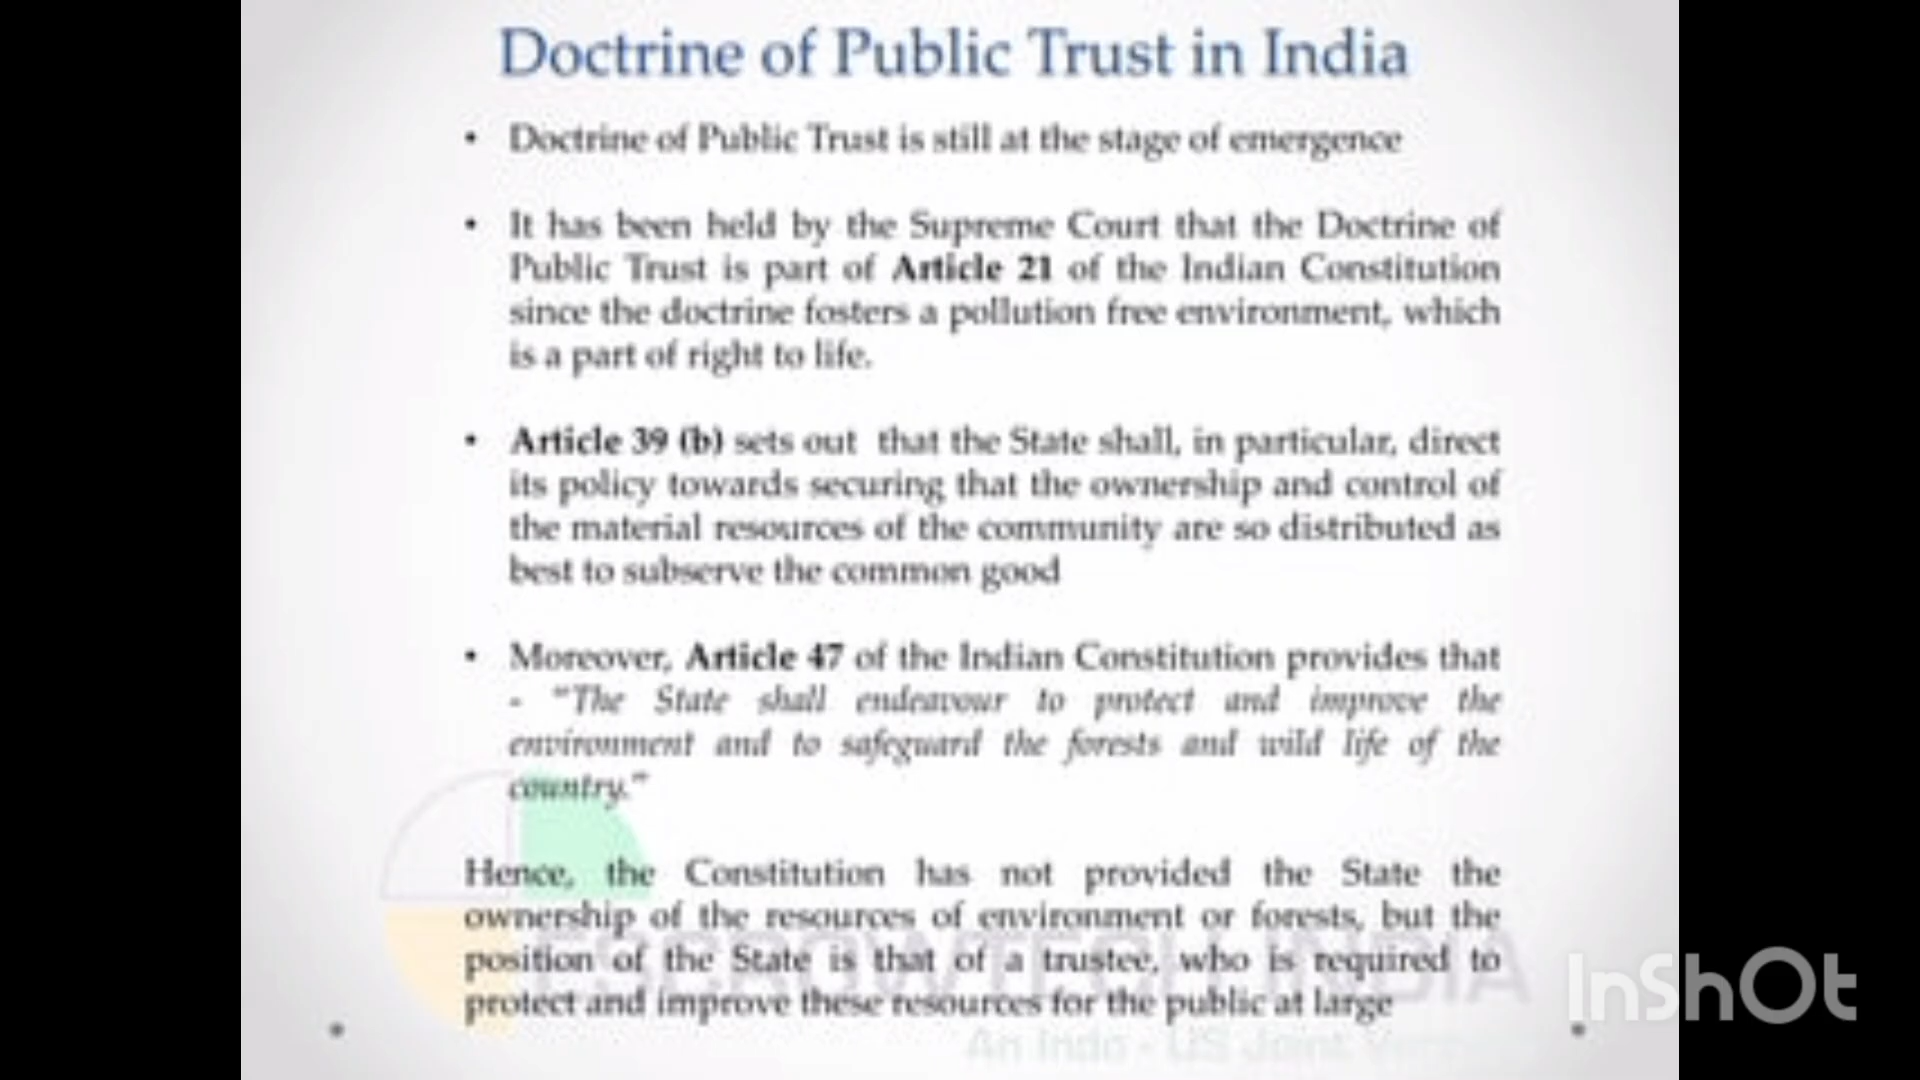 Doctrine of Public Trust in India
• Doctrine of Public Trust is still at the stage of emergence
• It has been held by the Supreme Court that the Doctrine of
Public Trust is part of Article 21 of the Indian Constitution
since the doctrine fosters a pollution free environment, which
is a part of right to life.
• Article 39 (b) sets out that the State shall, in particular, direct
its policy towards securing that the ownership and control of
the material resources of the community are so distributed as
best to subserve the common good
• Moreover, Article 47 of the Indian Constitution provides that
- "The State shall endeavour to protect and improve the
environment and to safeguard the forests and wild life of the
country."
Hence, the Constitution has not provided the State the
ownership of the resources of environment or forests, but the
position of the State is that of a trustee, who is required to
protect and improve these resources for the public at large
INDIA
An Indo - US Joint
InShOt